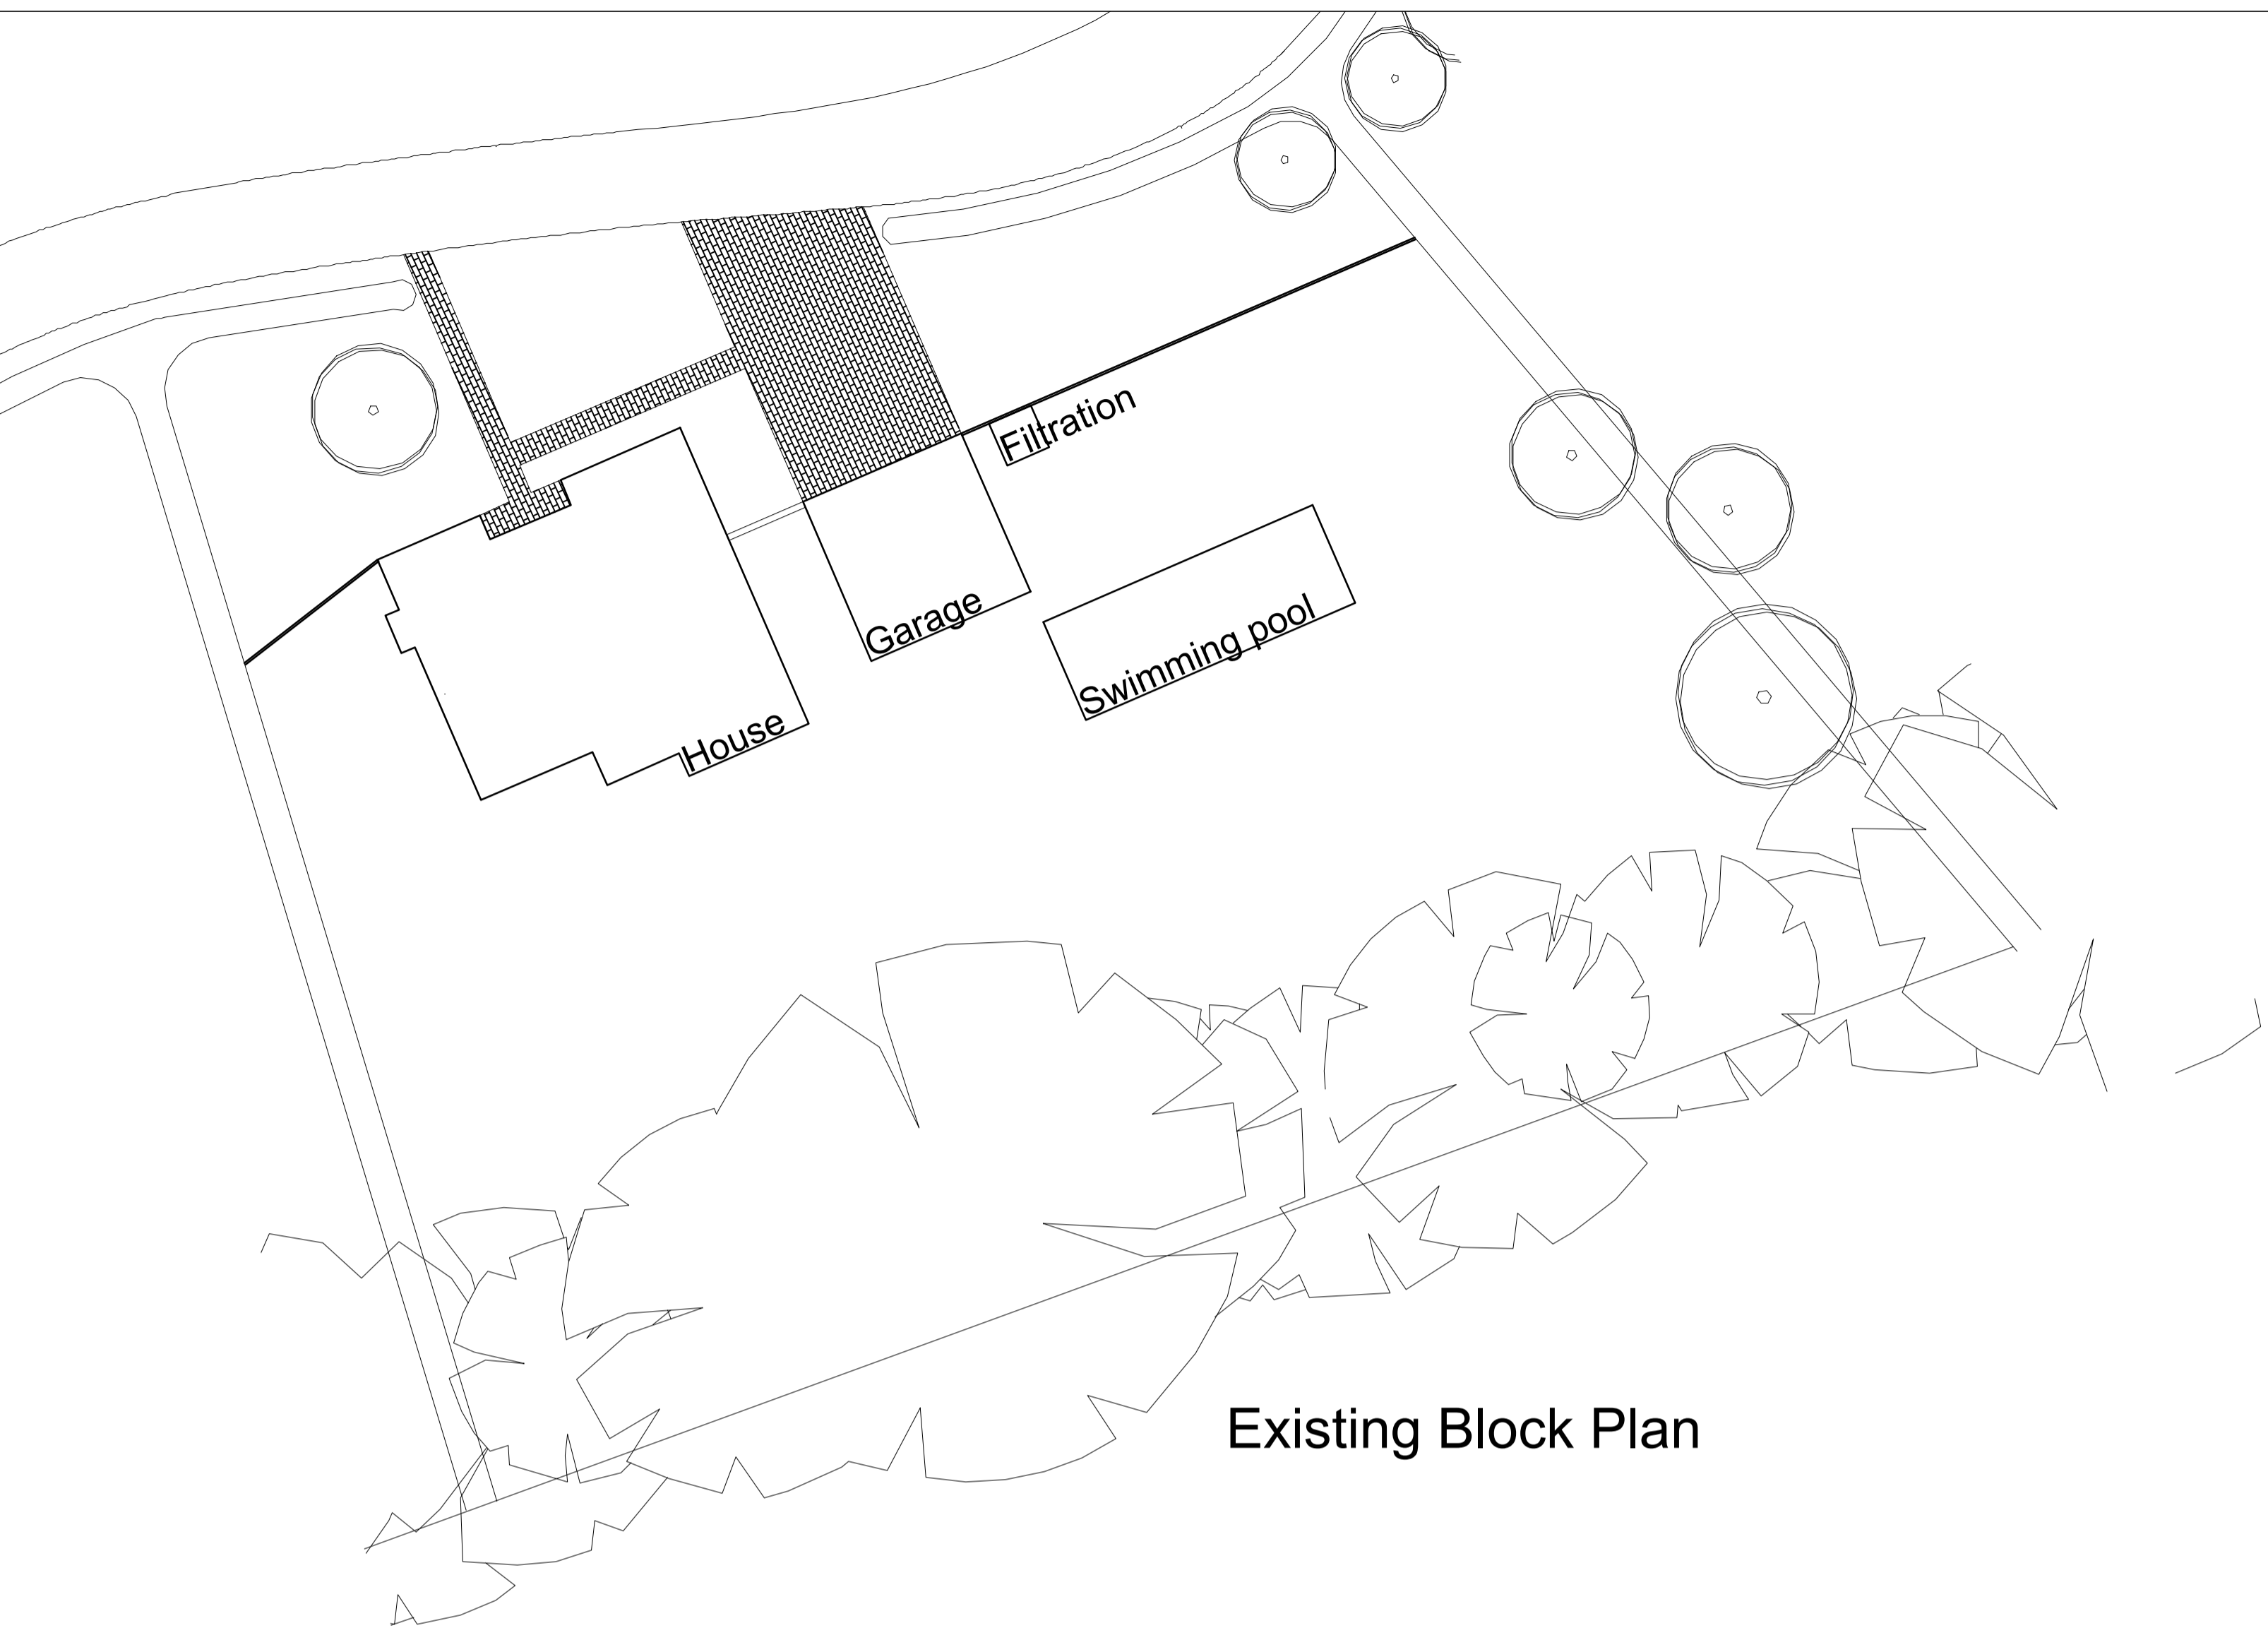 Filtration
Garage
Swimming pool
House
Existing Block Plan